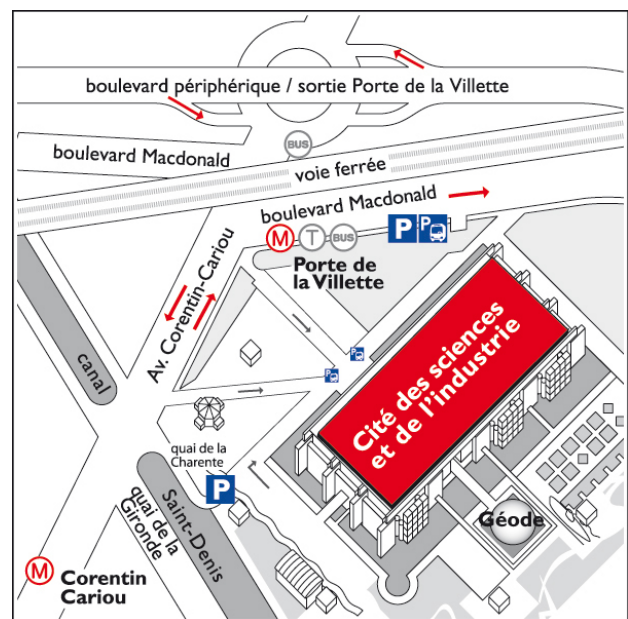 boulevard périphérique / sortie Porte de la Villette
BUS
boulevard Macdonald
voie ferrée
boulevard Macdonald
M T BUS
P P
Porte de
la Villette
Av. Corentin-Cariou
P
P
canal
Cité des sciences
et de l'industrie
quai de la
Charente
P
Saint-Denis
quai de la
Gironde
Géode
M
Corentin
Cariou